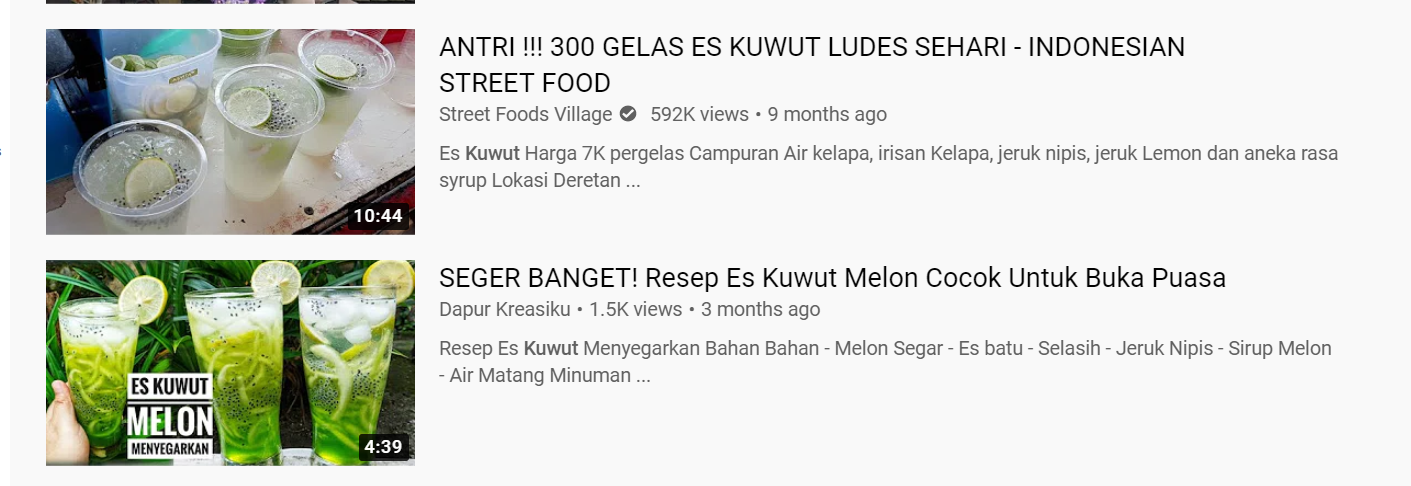 ANTRI !!! 300 GELAS ES KUWUT LUDES SEHARI - INDONESIAN
STREET FOOD
Street Foods Village 592K views • 9 months ago
Es Kuwut Harga 7K pergelas Campuran Air kelapa, irisan Kelapa, jeruk nipis, jeruk Lemon dan aneka rasa
syrup Lokasi Deretan ...
10:44
SEGER BANGET! Resep Es Kuwut Melon Cocok Untuk Buka Puasa
Dapur Kreasiku • 1.5K views • 3 months ago
Resep Es Kuwut Menyegarkan Bahan Bahan - Melon Segar - Es batu - Selasih - Jeruk Nipis - Sirup Melon
- Air Matang Minuman ...
ES KUWUT
MELON
MENYEGARKAN
4:39